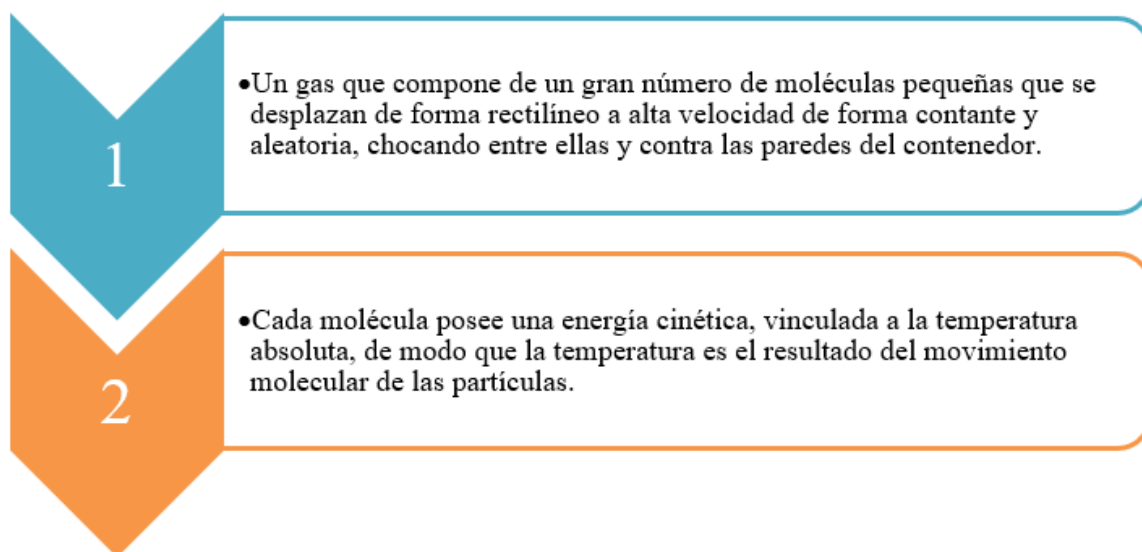 1
•Un gas que compone de un gran número de moléculas pequeñas que se
desplazan de forma rectilíneo a alta velocidad de forma contante y
aleatoria, chocando entre ellas y contra las paredes del contenedor.
2
•Cada molécula posee una energía cinética, vinculada a la temperatura
absoluta, de modo que la temperatura es el resultado del movimiento
molecular de las partículas.